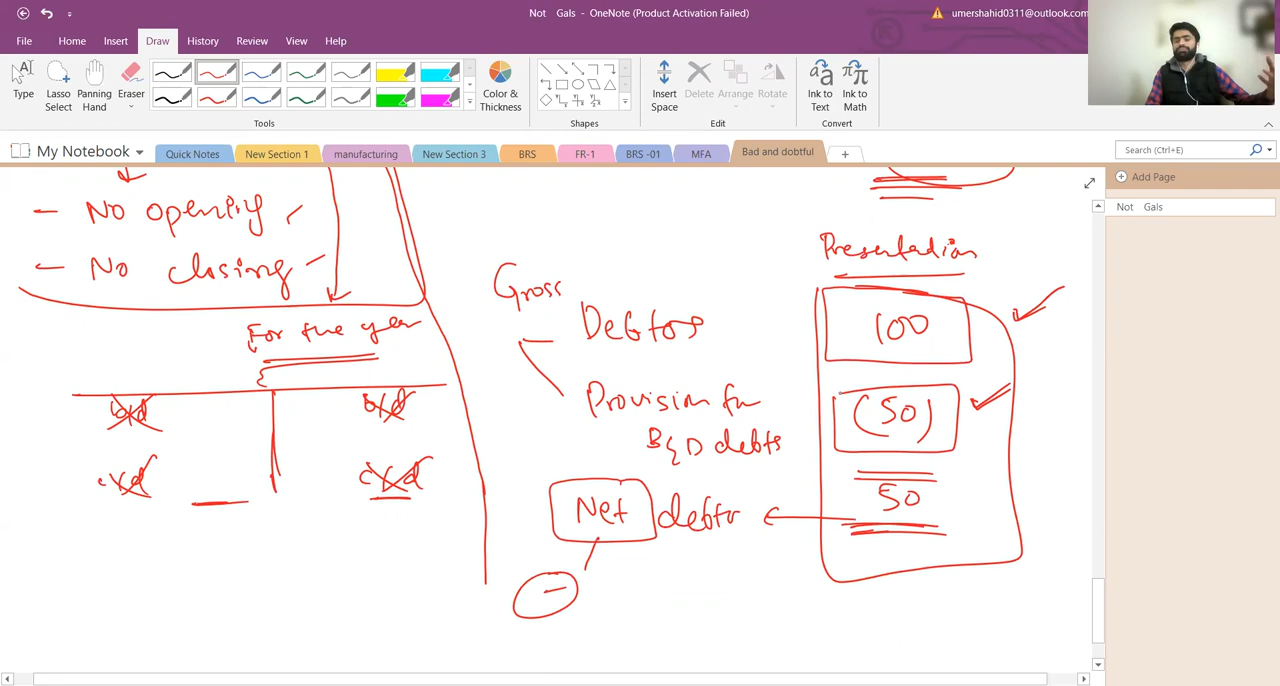 Not Gals - OneNote (Product Activation Failed)
umershahid0311@outlook.com
File Home Insert Draw History Review View Help
Type
Lasso Select
Panning Hand
Eraser
Color & Thickness
Insert Space
Delete
Arrange
Rotate
Ink to Text
Ink to Math
Tools
Shapes
Edit
Convert
My Notebook
Quick Notes
New Section 1
manufacturing
New Section 3
BRS
FR-1
BRS -01
MFA
Bad and dobtful
Search (Ctrl+E)
Add Page
Not Gals
- No opening
- No closing
For the year
b/d b/d
c/d c/d
Presentation
Gross
Debtors 100
Provision for (50)
B & D debts
50
Net debtor
-